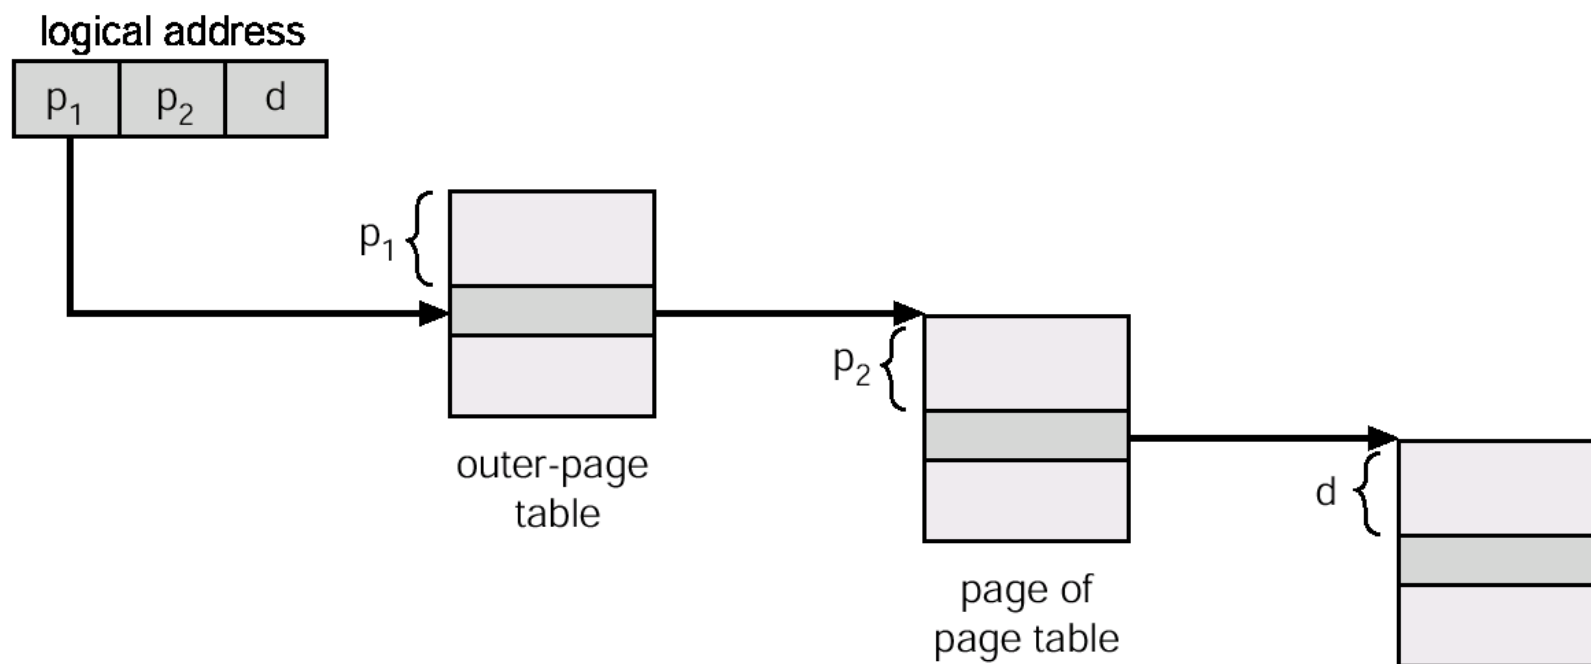 logical address
p₁ p₂ d
p₁
outer-page
table
p₂
page of
page table
d